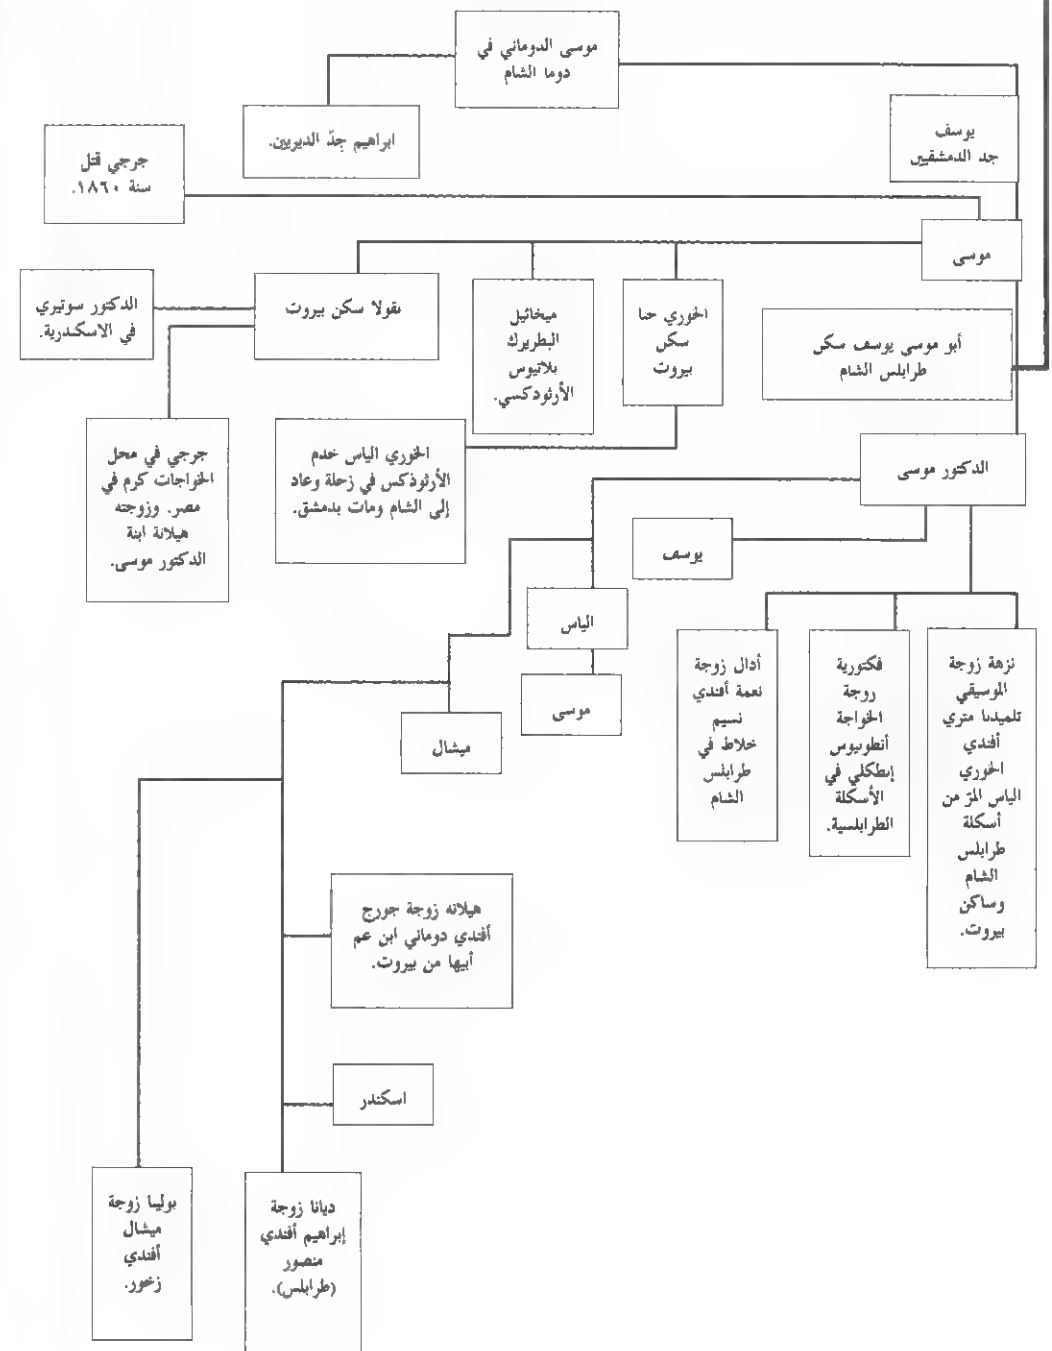 موسى الدوماني في
دوما الشام
ابراهيم جدّ الديريين.
يوسف
جد الدمشقيين
جرجي قتل
سنة ١٨٦٠.
موسى
الدكتور سوتيري
في الاسكندرية.
نقولا سكن بيروت
ميخائيل
البطريرك
بلاتيوس
الأرثوذكسي.
الخوري حنا
سكن
بيروت
أبو موسى يوسف سكن
طرابلس الشام
جرجي في محل
الخواجات كرم في
مصر. وزوجته
هيلانة ابنة
الدكتور موسى.
الخوري الياس خدم
الأرثوذكس في زحلة وعاد
إلى الشام ومات بدمشق.
الدكتور موسى
يوسف
الياس
موسى
ميشال
نزهة زوجة
الموسيقي
تلميذنا متري
أفندي
الخوري
الياس المرّ من
أسكلة
طرابلس
الشام
وساكن
بيروت.
فكتورية
زوجة
الخواجة
أنطونيوس
إنطكلي في
الأسكلة
الطرابلسية.
أدال زوجة
نعمة أفندي
نسيم
خلاط في
طرابلس
الشام
هيلانه زوجة جورج
أفندي دوماني ابن عم
أبيها من بيروت.
اسكندر
ديانا زوجة
إبراهيم أفندي
منصور
(طرابلس).
بولينا زوجة
ميشال
أفندي
زخور.